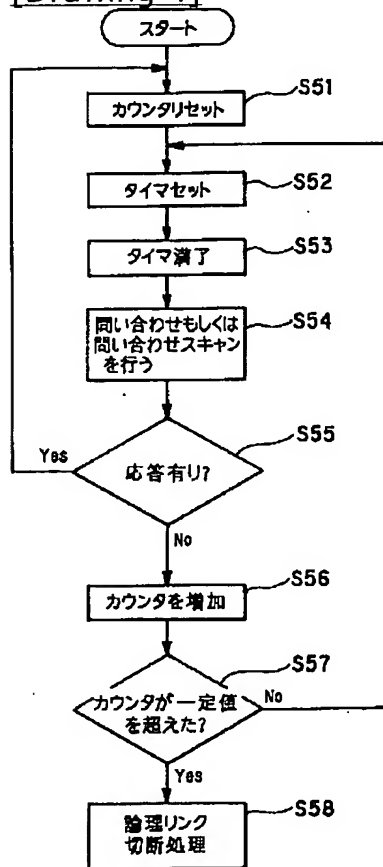 スタート
カウンタリセット
S51
タイマセット
S52
タイマ満了
S53
問い合わせもしくは
問い合わせスキャン
を行う
S54
応答有り?
S55
Yes
No
カウンタを増加
S56
カウンタが一定値
を超えた?
S57
No
Yes
論理リンク
切断処理
S58